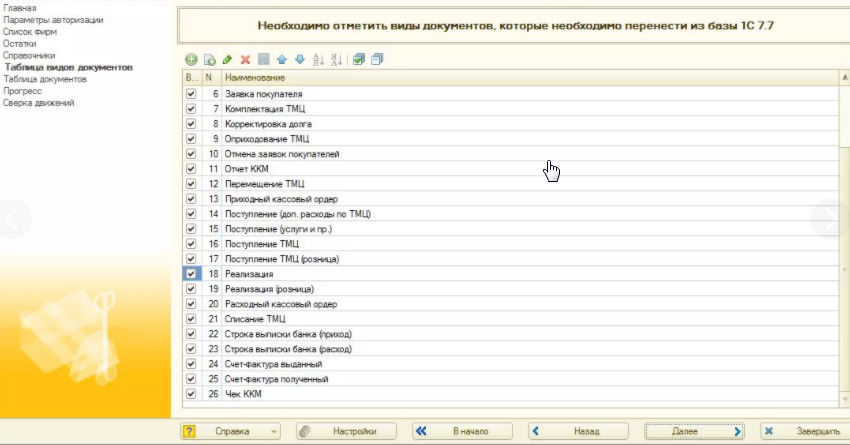 Главная
Параметры авторизации
Список Фирм
Остатки
Справочники
Таблица видов документов
Таблица документов
Прогресс
Сверка движений
Необходимо отметить виды документов, которые необходимо перенести из базы 1С 7.7
В... N Наименование
6 Заявка покупателя
7 Комплектация ТМЦ
8 Корректировка долга
9 Оприходование ТМЦ
10 Отмена заявок покупателей
11 Отчет ККМ
12 Перемещение ТМЦ
13 Приходный кассовый ордер
14 Поступление (доп. расходы по ТМЦ)
15 Поступление (услуги и пр.)
16 Поступление ТМЦ
17 Поступление ТМЦ (розница)
18 Реализация
19 Реализация (розница)
20 Расходный кассовый ордер
21 Списание ТМЦ
22 Строка выписки банка (приход)
23 Строка выписки банка (расход)
24 Счет-фактура выданный
25 Счет-фактура полученный
26 Чек ККМ
? Справка Настройки В начало Назад Далее Завершить